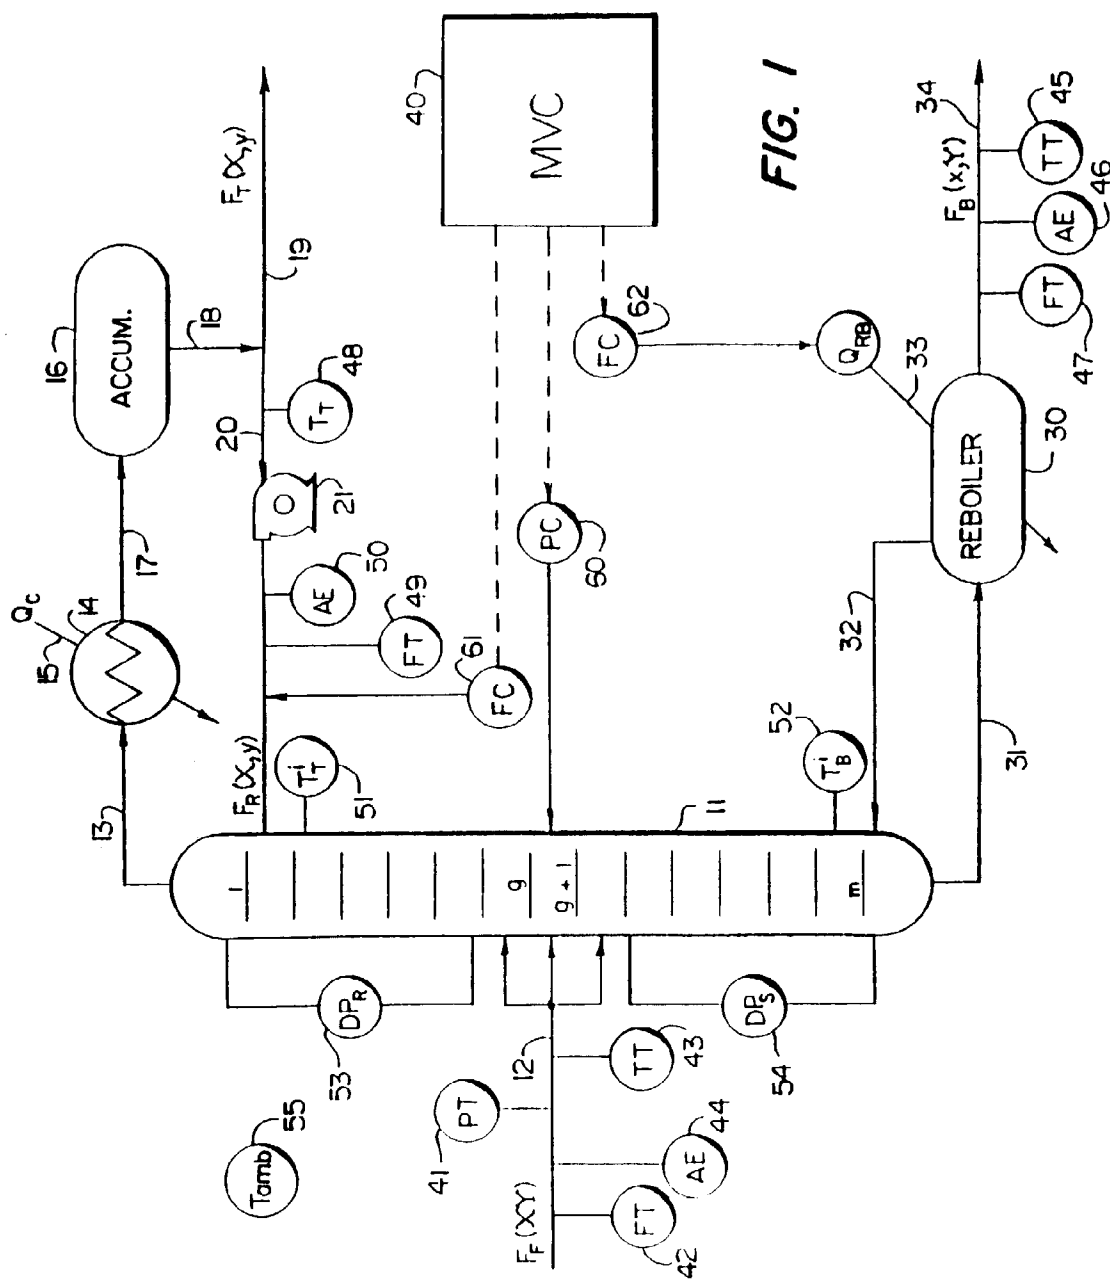 FIG. 1
40
MVC
16
ACCUM.
18
17
Qc
15
14
13
F_T(X,y)
19
20
T_T
48
21
AE
50
FT
49
61
FC
F_R(X,y)
T_T^i
51
PC
60
FC
62
Q_RB
33
REBOILER
30
32
31
F_B(x,Y)
34
TT
45
AE
46
FT
47
T_B^i
52
11
1
g
g + 1
m
DP_R
53
DP_S
54
Tamb
55
PT
41
12
TT
43
AE
44
FT
42
F_F(XY)